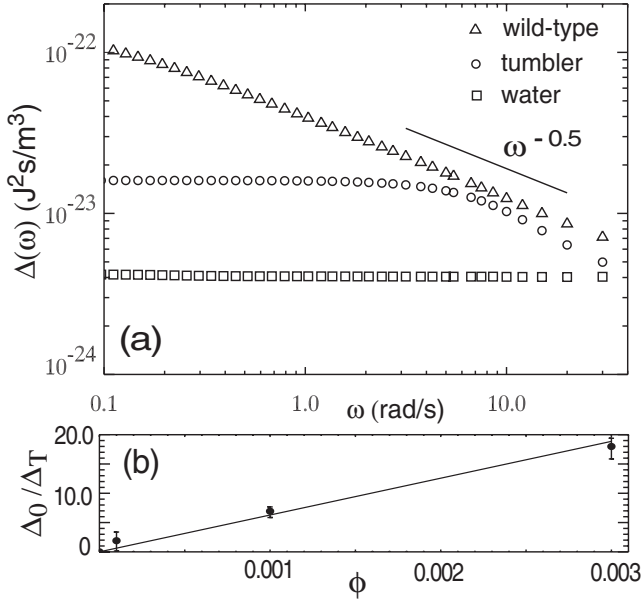 10-22
10-23
10-24
Δ(ω) (J2s/m3)
△ wild-type
○ tumbler
□ water
ω - 0.5
(a)
0.1 1.0 10.0
ω (rad/s)
20.0
10.0
0
Δ0 /ΔT
(b)
0.001 0.002 0.003
ϕ